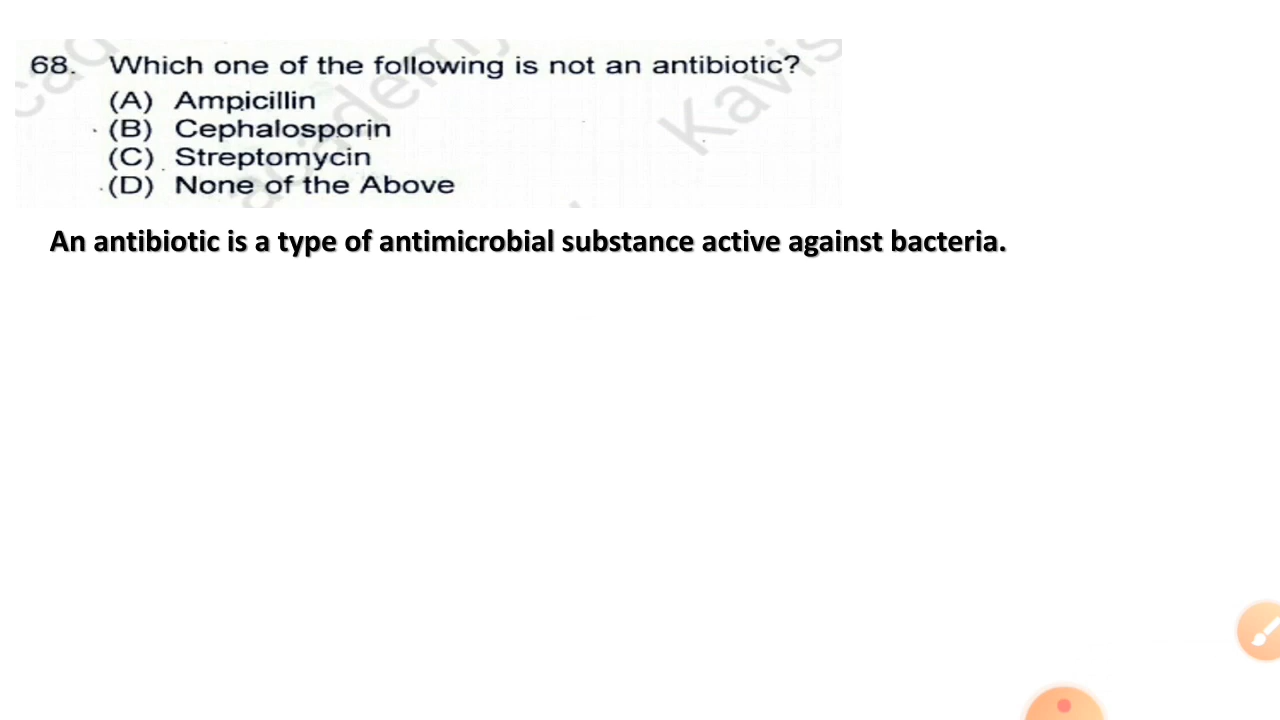 68. Which one of the following is not an antibiotic?
(A) Ampicillin
(B) Cephalosporin
(C) Streptomycin
(D) None of the Above
An antibiotic is a type of antimicrobial substance active against bacteria.